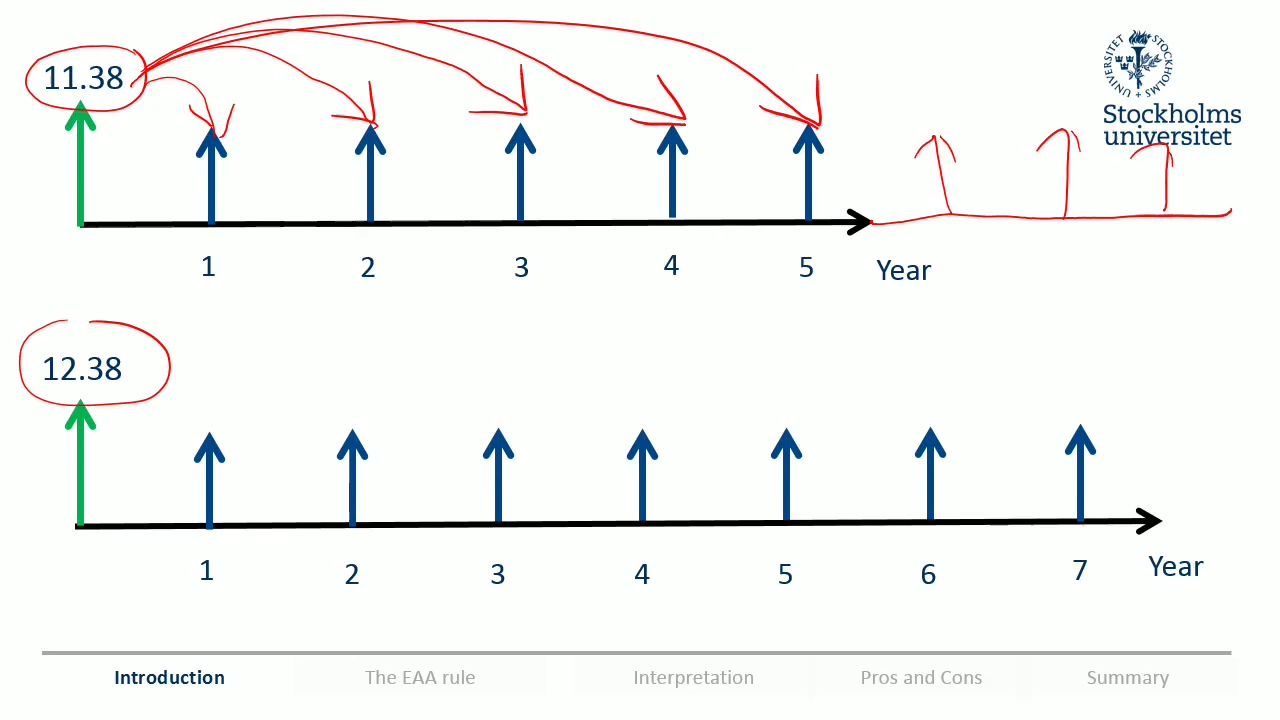 11.38
UNIVERSITET STOCKHOLMS
Stockholms
universitet
1 2 3 4 5 Year
12.38
1 2 3 4 5 6 7 Year
Introduction The EAA rule Interpretation Pros and Cons Summary